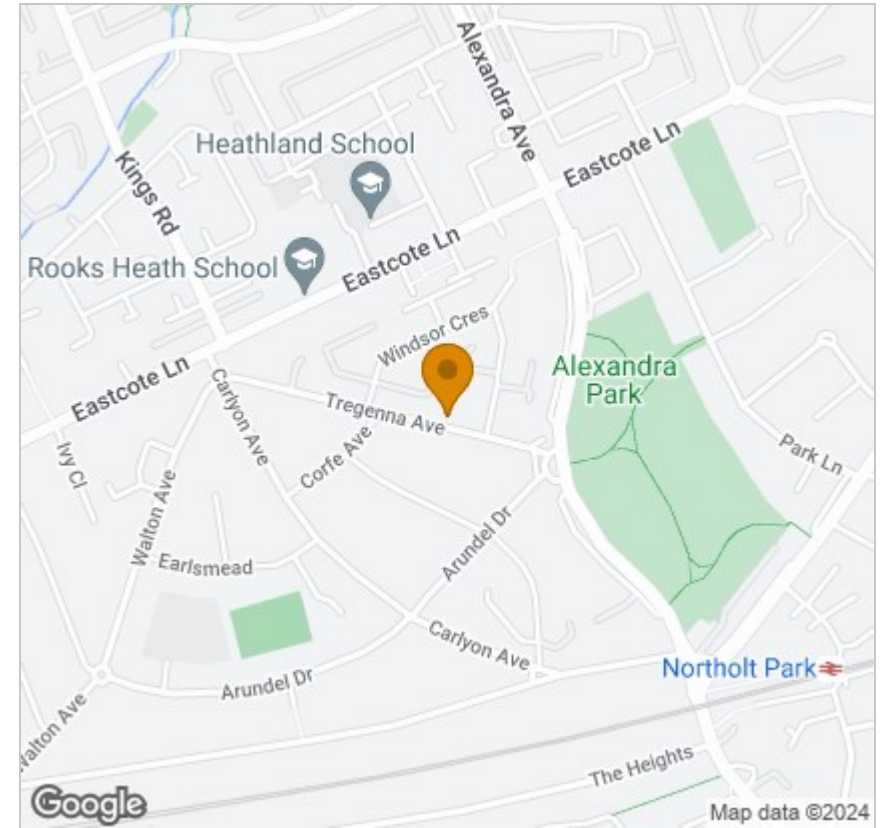 Alexandra Ave
Eastcote Ln
Heathland School
Kings Rd
Eastcote Ln
Rooks Heath School
Windsor Cres
Eastcote Ln
Alexandra
Park
Tregenna Ave
Carlyon Ave
Corfe Ave
Ivy Cl
Park Ln
Walton Ave
Arundel Dr
Earlsmead
Carlyon Ave
Northolt Park
Arundel Dr
Walton Ave
The Heights
Google
Map data ©2024